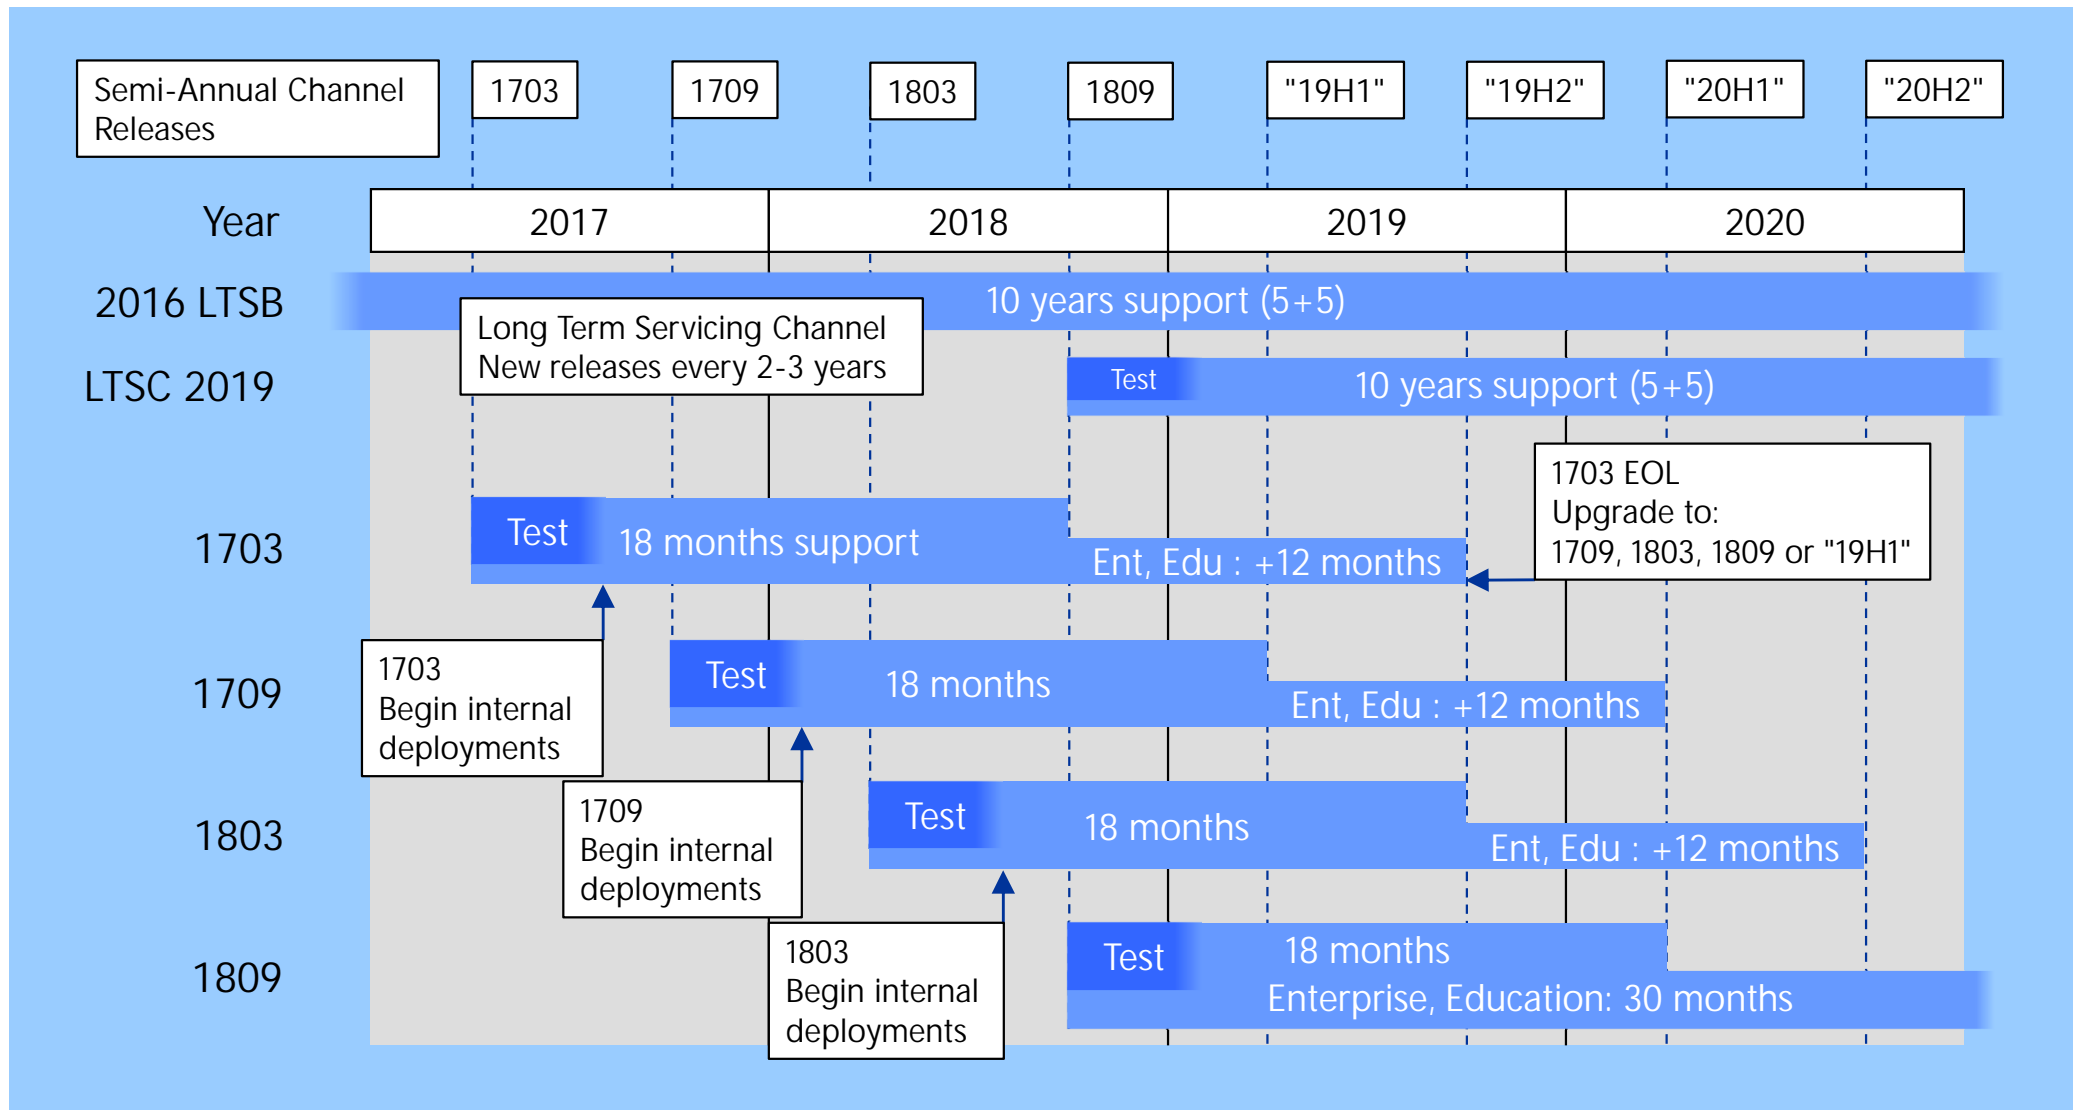 Semi-Annual Channel
Releases
1703
1709
1803
1809
"19H1"
"19H2"
"20H1"
"20H2"
Year
2017
2018
2019
2020
2016 LTSB
10 years support (5+5)
Long Term Servicing Channel
New releases every 2-3 years
LTSC 2019
Test
10 years support (5+5)
1703 EOL
Upgrade to:
1709, 1803, 1809 or "19H1"
1703
Test
18 months support
Ent, Edu : +12 months
1703
Begin internal
deployments
1709
Test
18 months
Ent, Edu : +12 months
1709
Begin internal
deployments
1803
Test
18 months
Ent, Edu : +12 months
1803
Begin internal
deployments
1809
Test
18 months
Enterprise, Education: 30 months